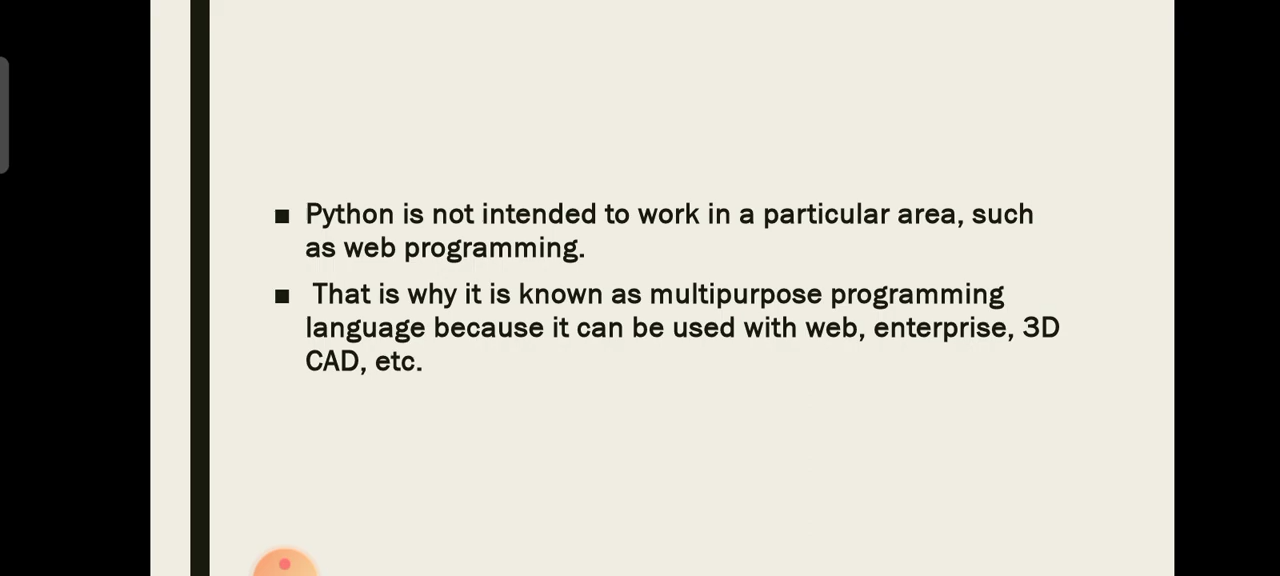 ■ Python is not intended to work in a particular area, such
as web programming.
■ That is why it is known as multipurpose programming
language because it can be used with web, enterprise, 3D
CAD, etc.